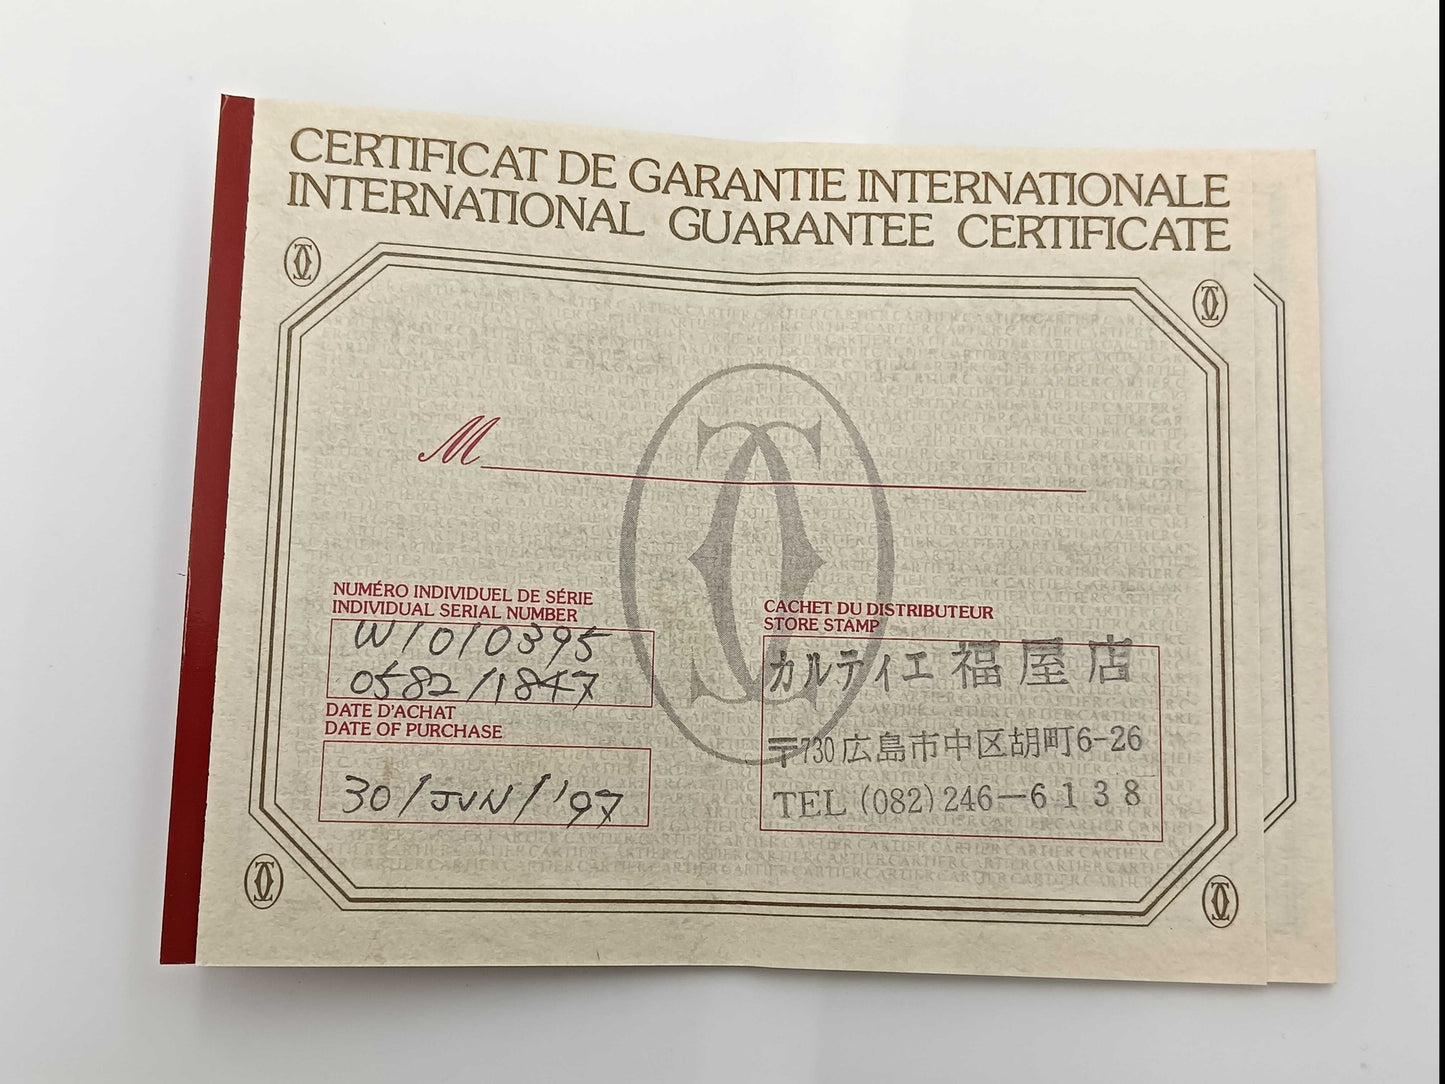 CERTIFICAT DE GARANTIE INTERNATIONALE
INTERNATIONAL GUARANTEE CERTIFICATE
M
NUMÉRO INDIVIDUEL DE SÉRIE
INDIVIDUAL SERIAL NUMBER
W1010395
0582/1847
DATE D'ACHAT
DATE OF PURCHASE
30/JUN/'97
CACHET DU DISTRIBUTEUR
STORE STAMP
カルティエ 福屋店
〒730 広島市中区胡町6-26
TEL (082) 246-6138